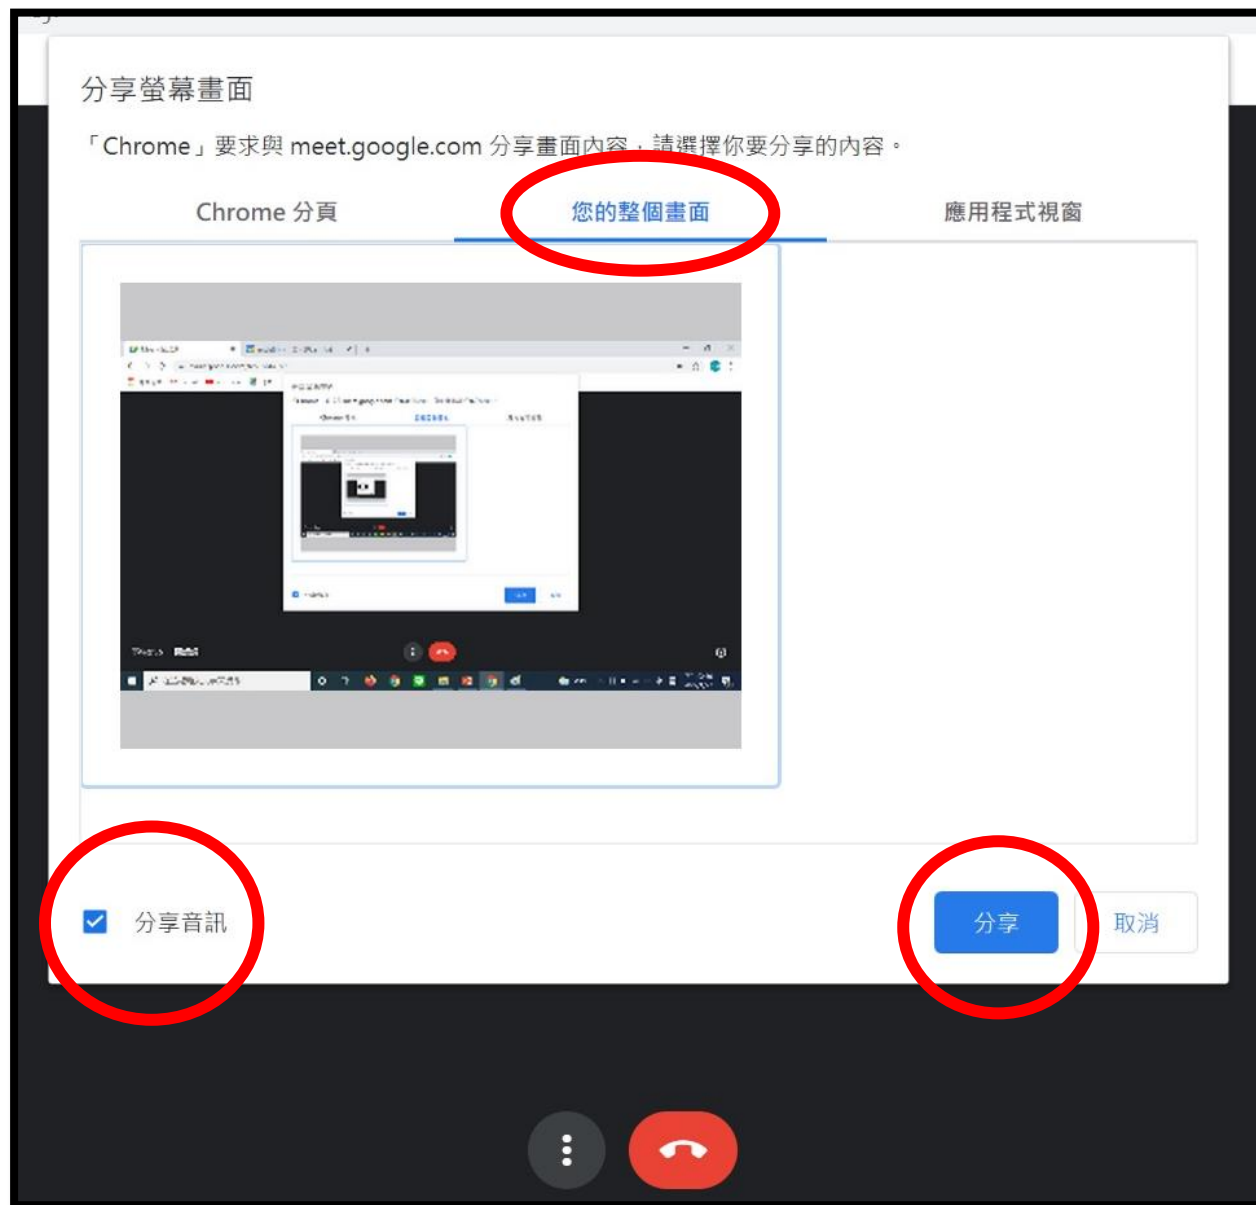 分享螢幕畫面
「Chrome」要求與 meet.google.com 分享畫面內容，請選擇你要分享的內容。
Chrome 分頁
您的整個畫面
應用程式視窗
分享音訊
分享
取消